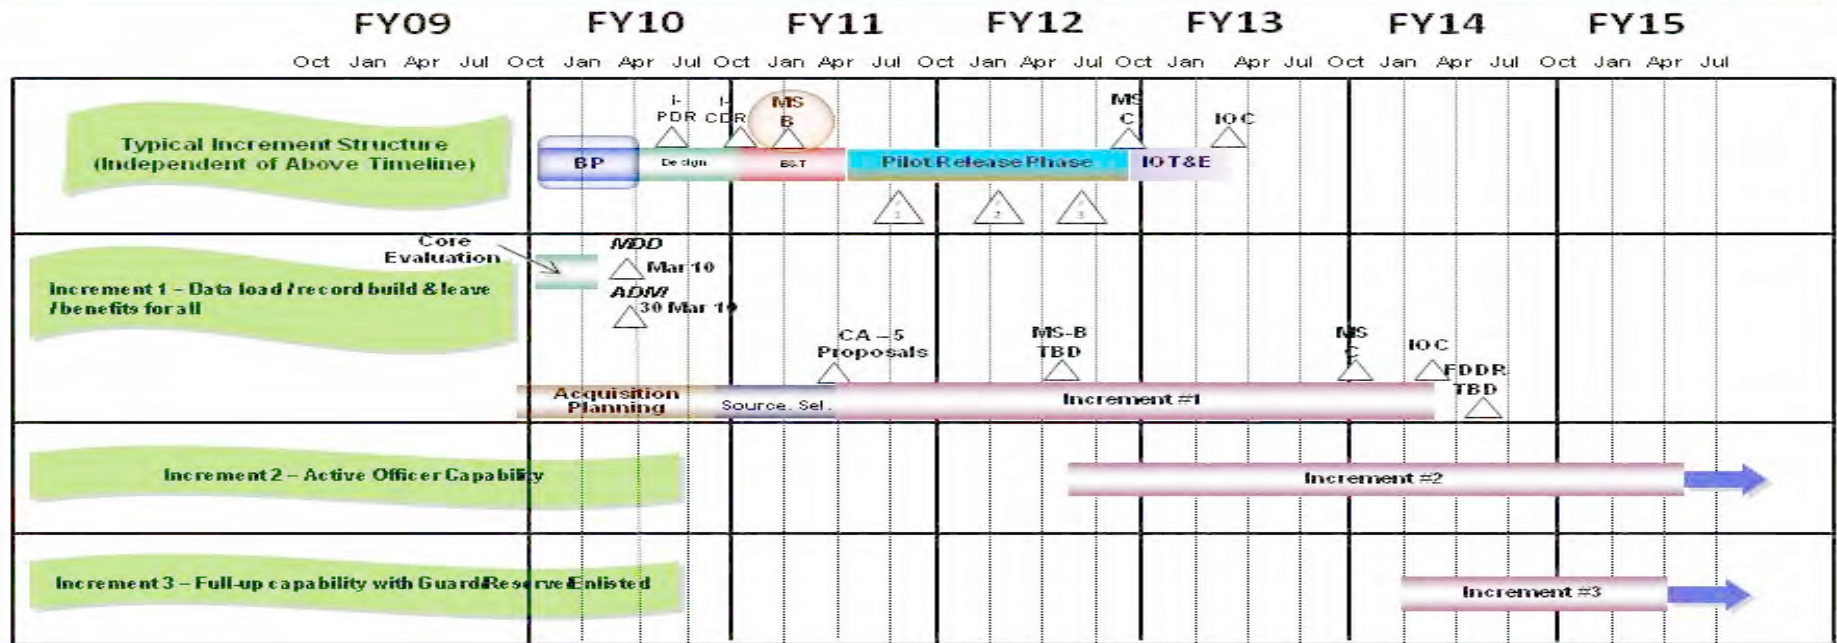 FY09 FY10 FY11 FY12 FY13 FY14 FY15
Oct Jan Apr Jul Oct Jan Apr Jul Oct Jan Apr Jul Oct Jan Apr Jul Oct Jan Apr Jul Oct Jan Apr Jul Oct Jan Apr Jul
Typical Increment Structure
(Independent of Above Timeline)
i-
PDR
i-
CDR
MS
B
MS
C
IOC
BP
Design
B&T
Pilot Release Phase
IOT&E
1
2
3
Core
Evaluation
MDD
Mar 10
ADM
30 Mar 10
Increment 1 – Data load / record build & leave
/ benefits for all
CA – 5
Proposals
MS-B
TBD
MS
C
IOC
FDDR
TBD
Acquisition
Planning
Source. Sel.
Increment #1
Increment 2 – Active Officer Capability
Increment #2
Increment 3 – Full-up capability with Guard/Reserve/Enlisted
Increment #3